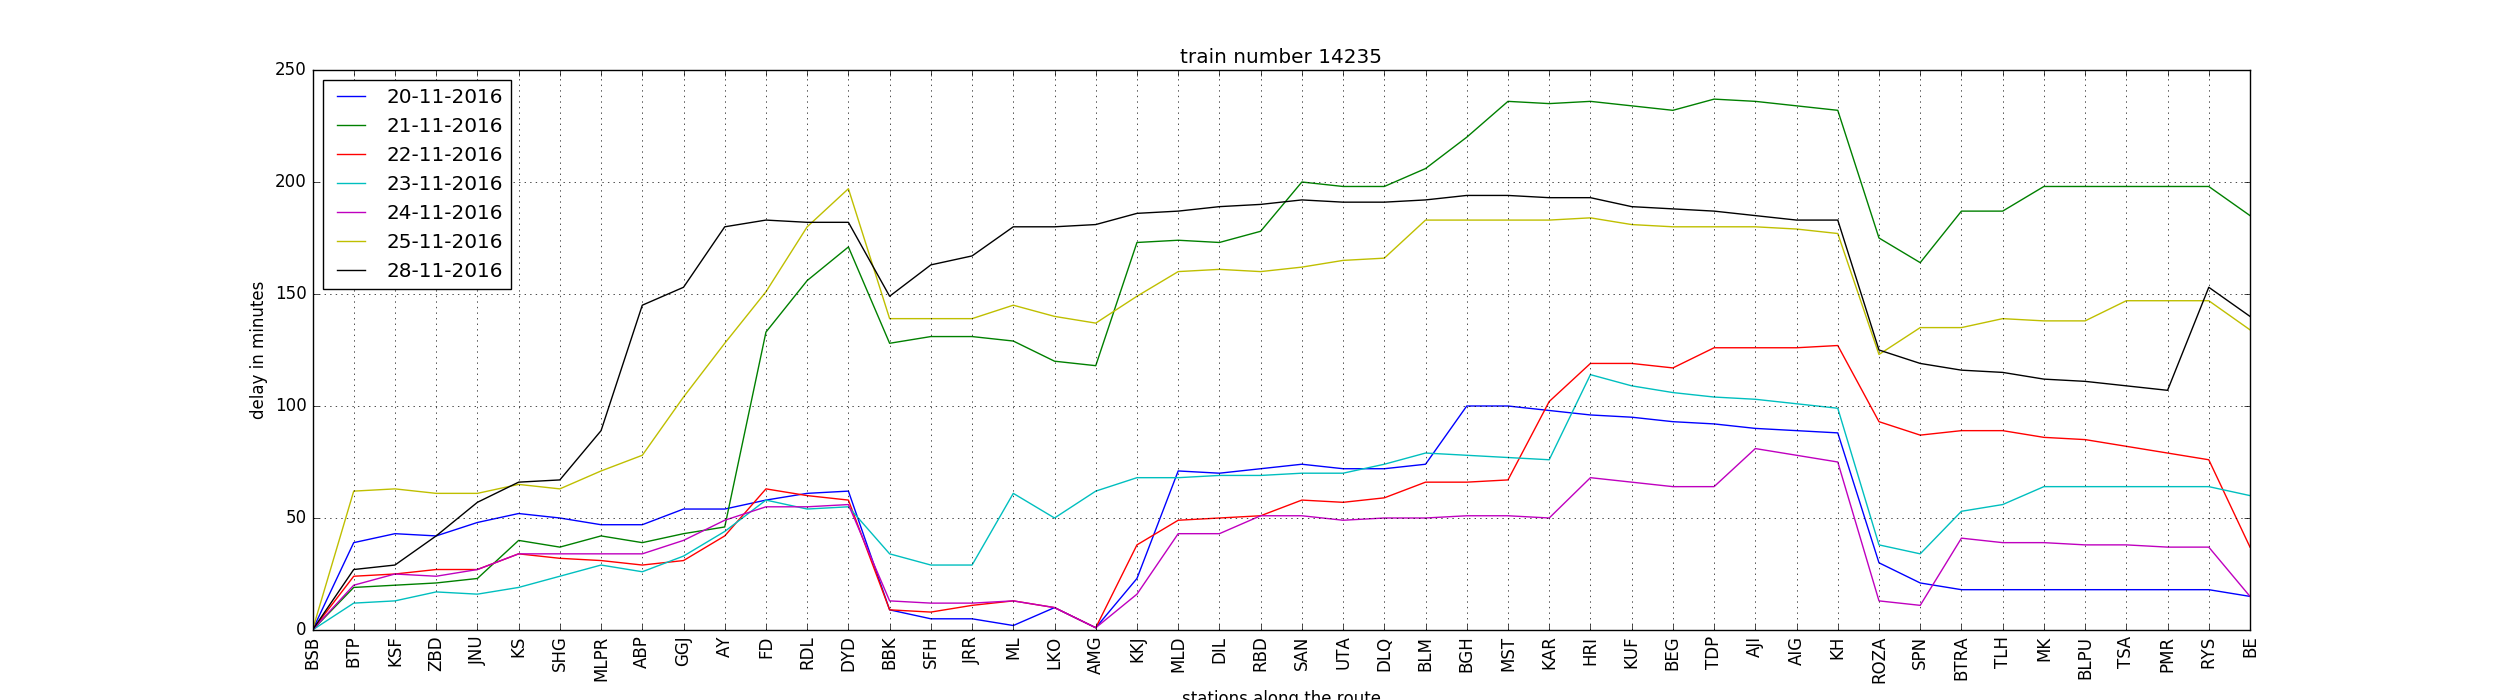 train number 14235
250
200
150
100
50
0
delay in minutes
20-11-2016
21-11-2016
22-11-2016
23-11-2016
24-11-2016
25-11-2016
28-11-2016
BSB
BTP
KSF
ZBD
JNU
KS
SHG
MLPR
ABP
GGJ
AY
FD
RDL
DYD
BBK
SFH
JRR
ML
LKO
AMG
KKJ
MLD
DIL
RBD
SAN
UTA
DLQ
BLM
BGH
MST
KAR
HRI
KUF
BEG
TDP
AJI
AIG
KH
ROZA
SPN
BTRA
TLH
MK
BLPU
TSA
PMR
RYS
BE
stations along the route